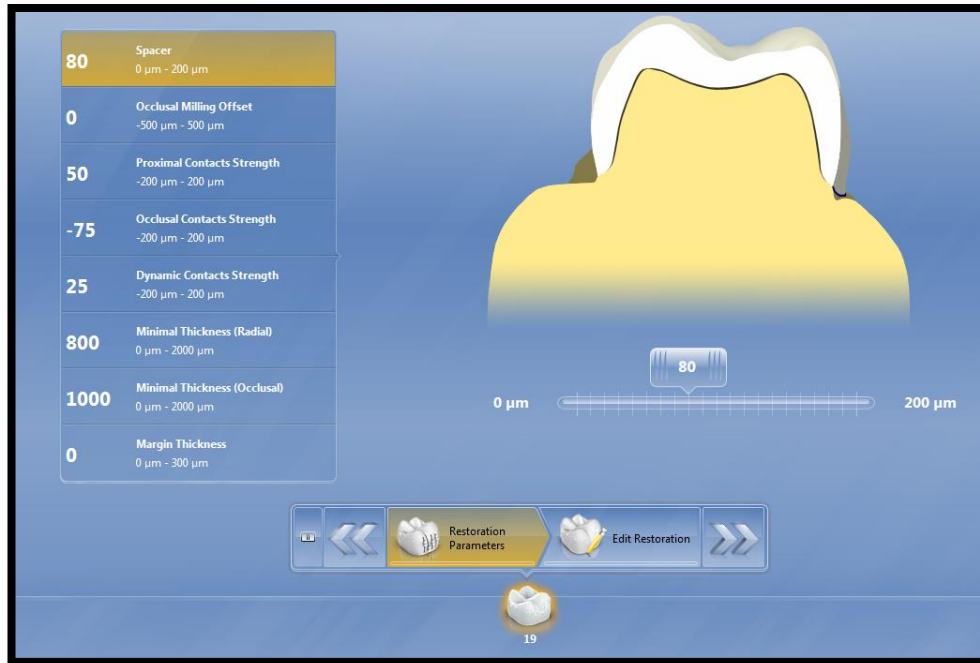 80
Spacer
0 µm - 200 µm
0
Occlusal Milling Offset
-500 µm - 500 µm
50
Proximal Contacts Strength
-200 µm - 200 µm
-75
Occlusal Contacts Strength
-200 µm - 200 µm
25
Dynamic Contacts Strength
-200 µm - 200 µm
800
Minimal Thickness (Radial)
0 µm - 2000 µm
1000
Minimal Thickness (Occlusal)
0 µm - 2000 µm
0
Margin Thickness
0 µm - 300 µm
80
0 µm
200 µm
Restoration
Parameters
Edit Restoration
19